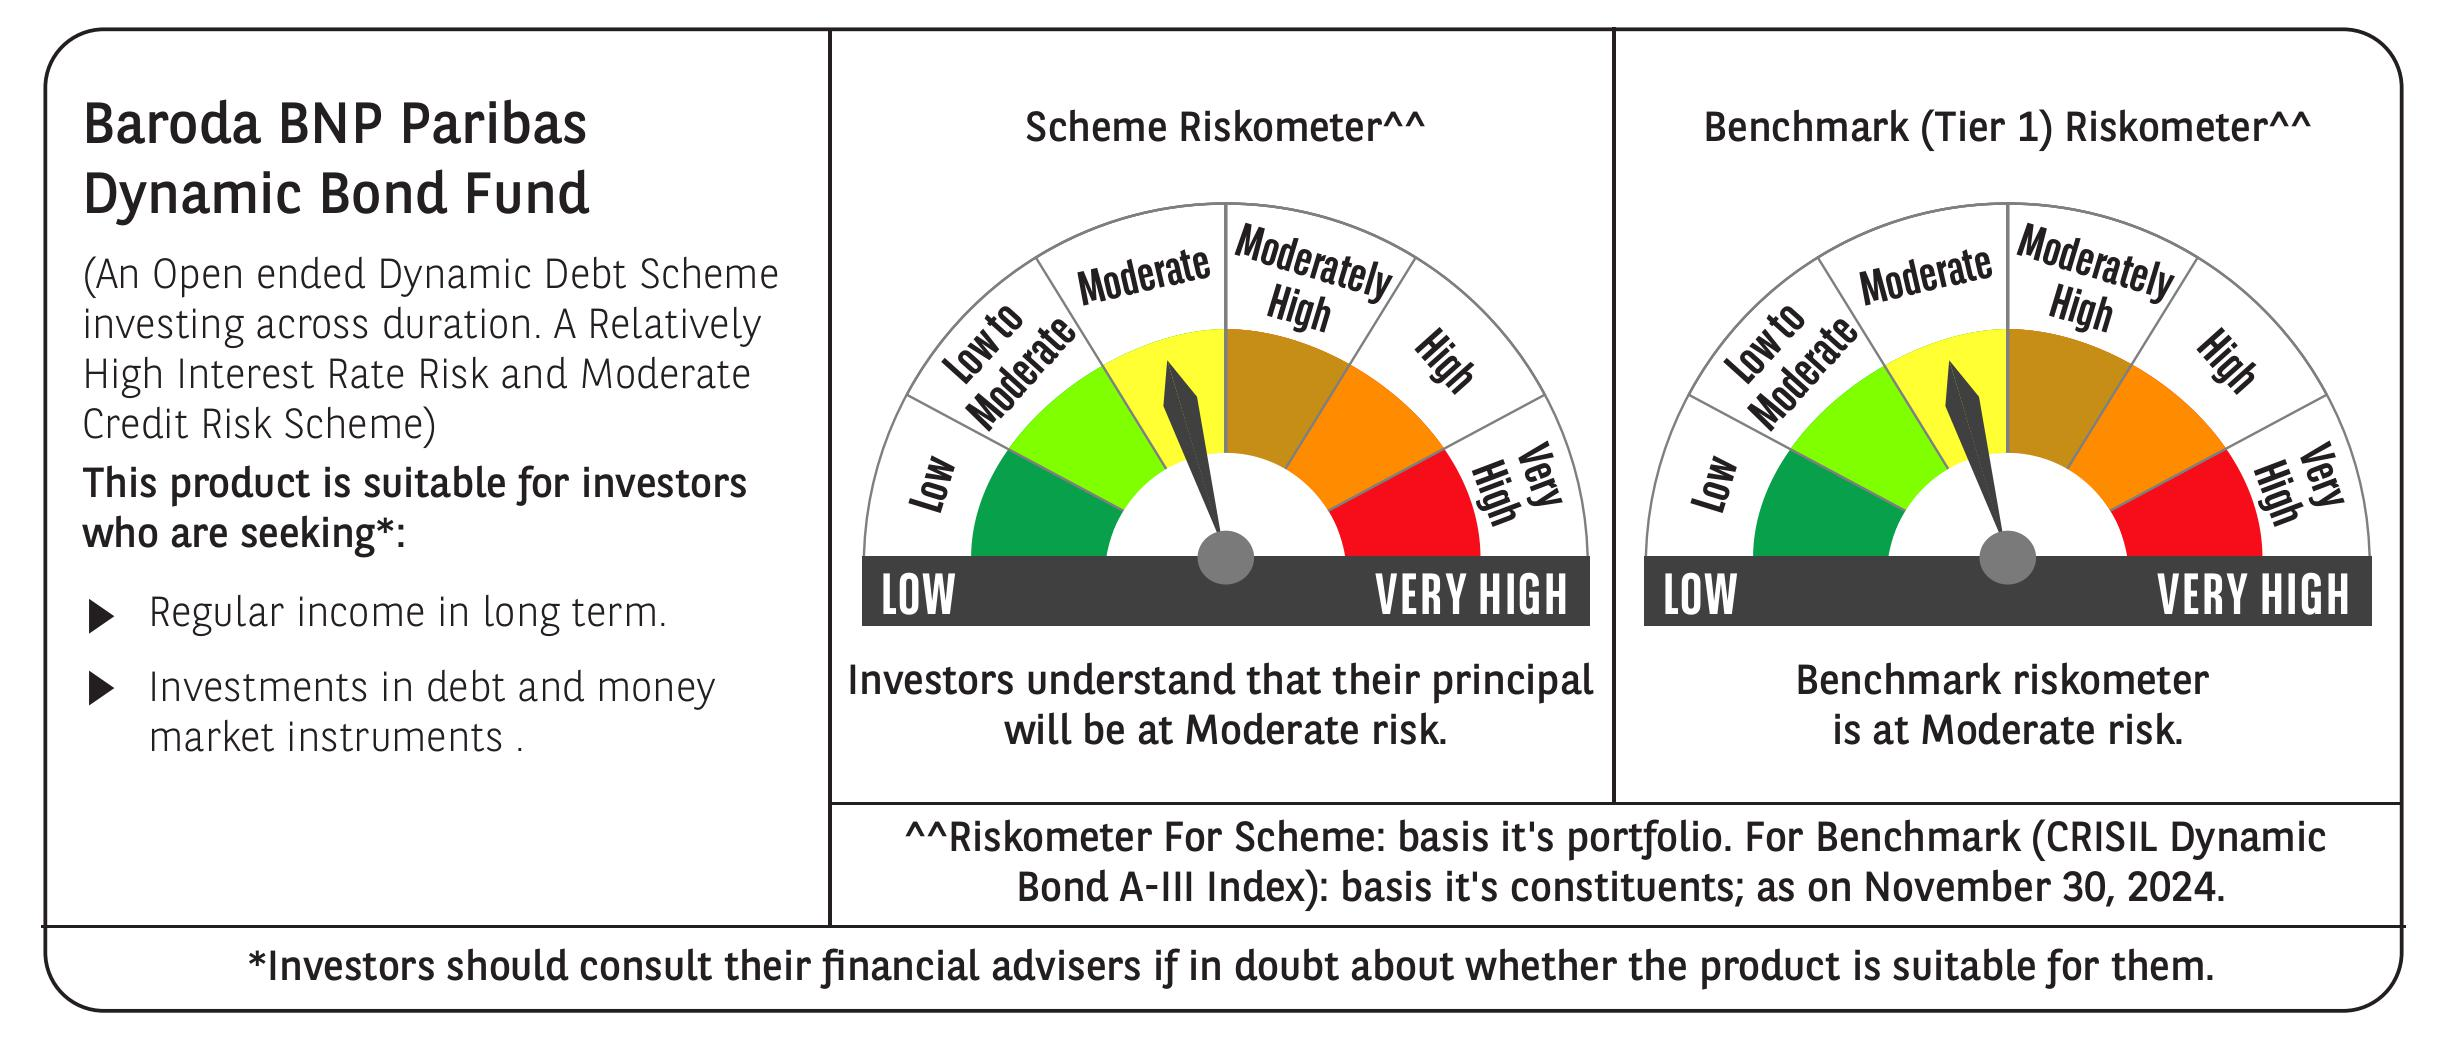 Baroda BNP Paribas
Dynamic Bond Fund
(An Open ended Dynamic Debt Scheme
investing across duration. A Relatively
High Interest Rate Risk and Moderate
Credit Risk Scheme)
This product is suitable for investors
who are seeking*:
Regular income in long term.
Investments in debt and money
market instruments .
Scheme Riskometer^^
Low
Low to
Moderate
Moderate
Moderately
High
High
Very
High
LOW
VERY HIGH
Investors understand that their principal
will be at Moderate risk.
Benchmark (Tier 1) Riskometer^^
Low
Low to
Moderate
Moderate
Moderately
High
High
Very
High
LOW
VERY HIGH
Benchmark riskometer
is at Moderate risk.
^^Riskometer For Scheme: basis it's portfolio. For Benchmark (CRISIL Dynamic
Bond A-III Index): basis it's constituents; as on November 30, 2024.
*Investors should consult their financial advisers if in doubt about whether the product is suitable for them.